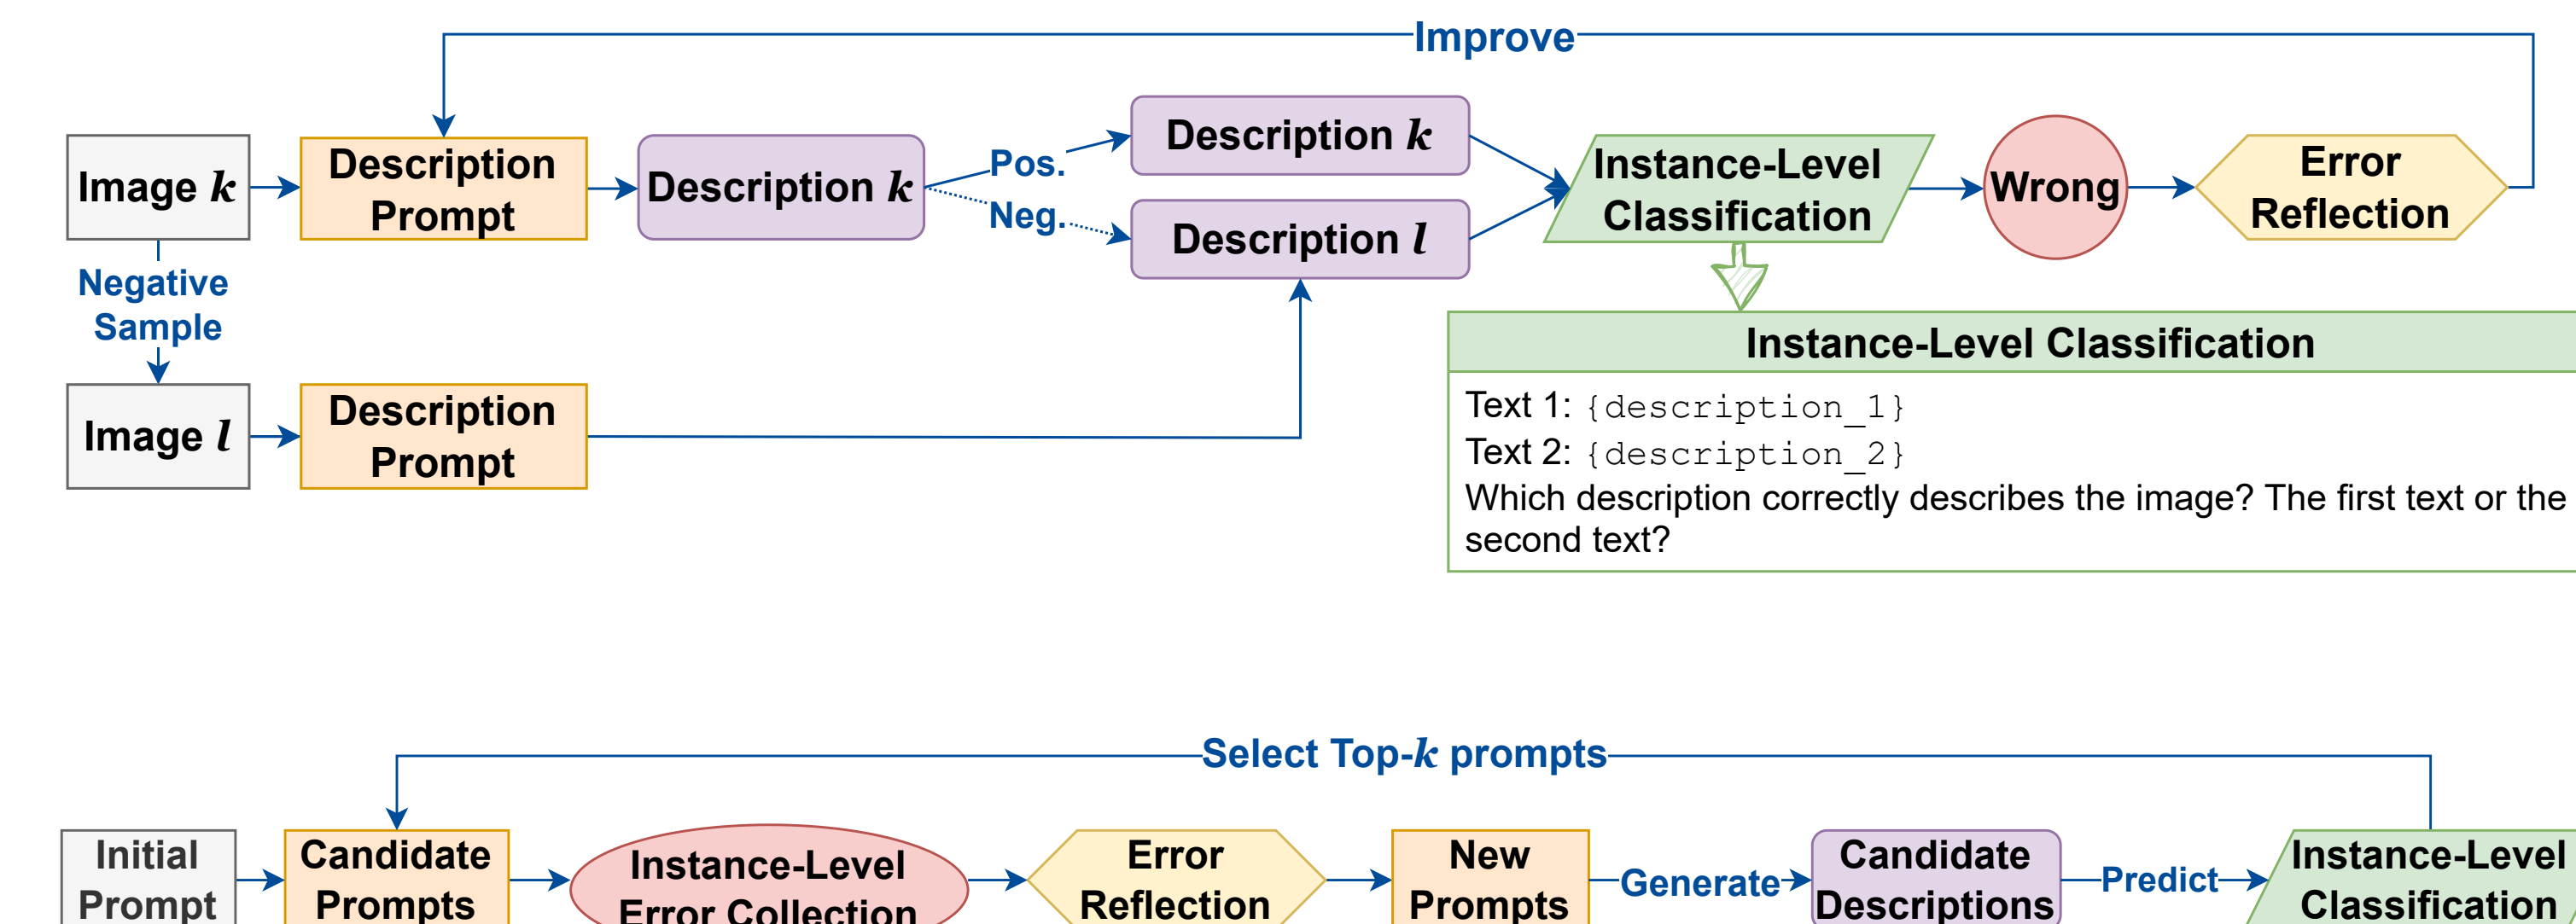 Improve
Image k
Description
Prompt
Description k
Pos.
Neg.
Description k
Description l
Instance-Level
Classification
Wrong
Error
Reflection
Negative
Sample
Image l
Description
Prompt
Instance-Level Classification
Text 1: {description_1}
Text 2: {description_2}
Which description correctly describes the image? The first text or the
second text?
Select Top-k prompts
Initial
Prompt
Candidate
Prompts
Instance-Level
Error Collection
Error
Reflection
New
Prompts
Generate
Candidate
Descriptions
Predict
Instance-Level
Classification